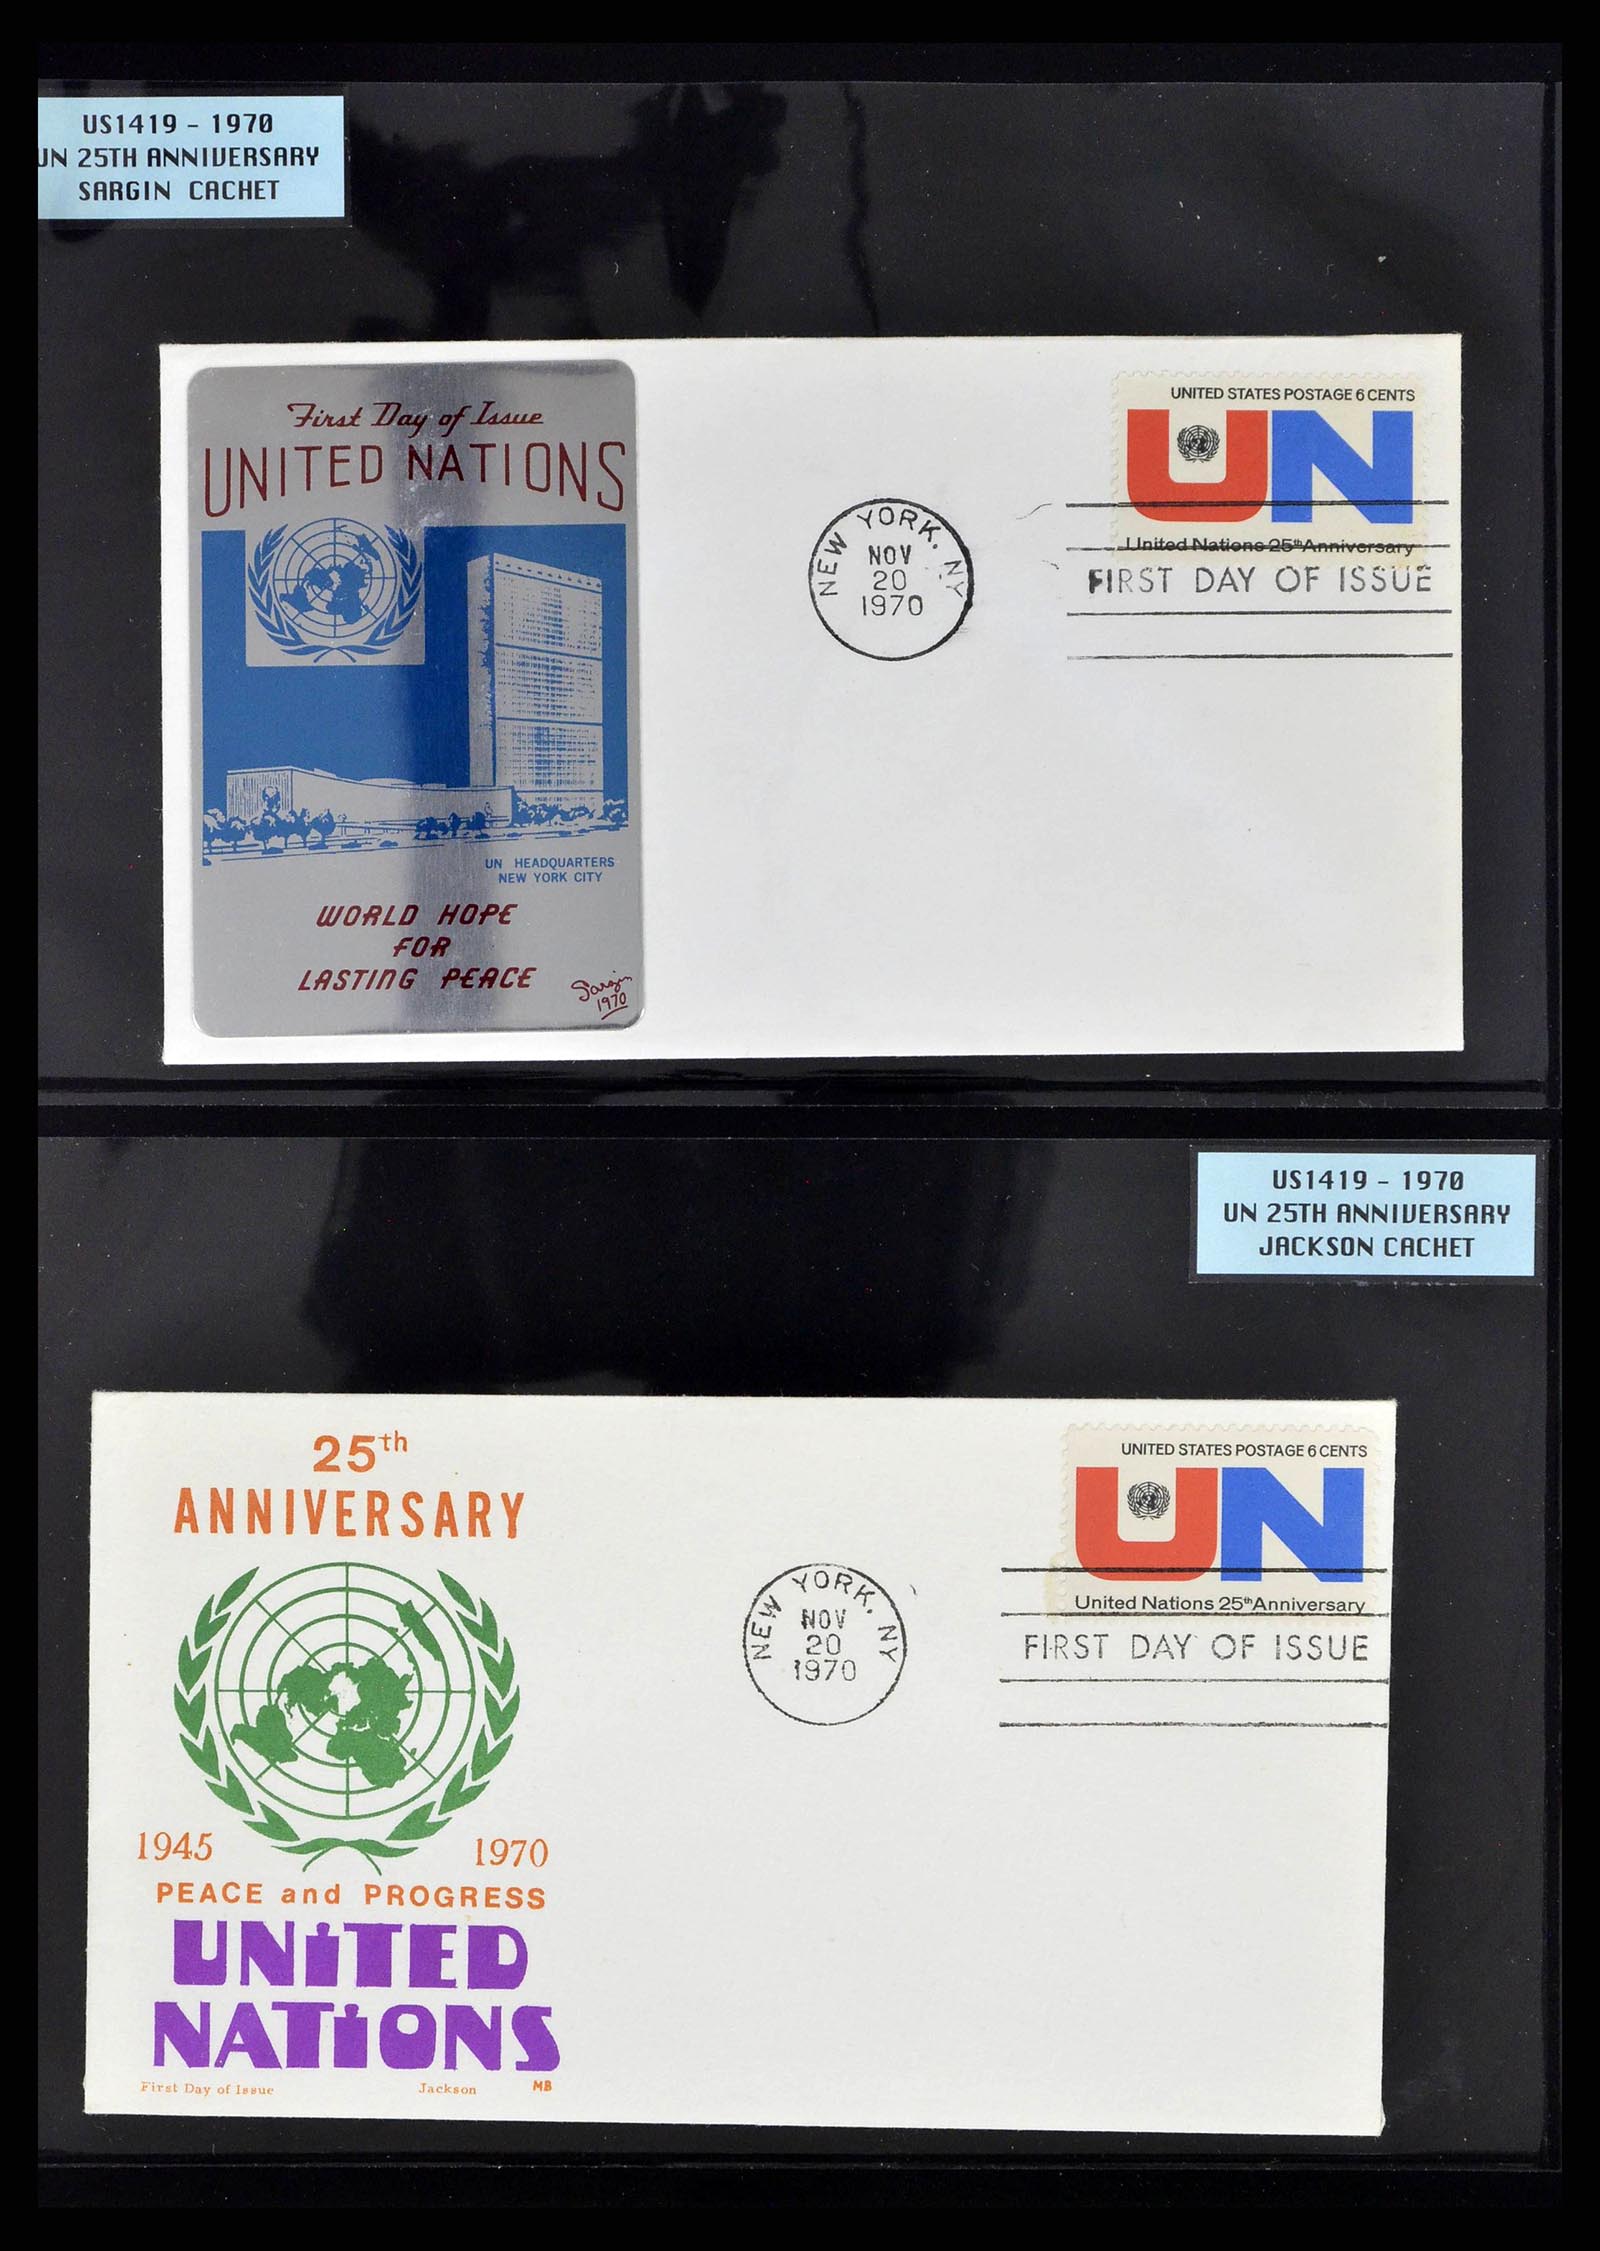 US1419 - 1970
UN 25TH ANNIVERSARY
SARGIN CACHET
First Day of Issue
UNITED NATIONS
UN HEADQUARTERS
NEW YORK CITY
WORLD HOPE
FOR
LASTING PEACE
Sargin
1970
NEW YORK, NY
NOV
20
1970
UNITED STATES POSTAGE 6 CENTS
UN
United Nations 25th Anniversary
FIRST DAY OF ISSUE
US1419 - 1970
UN 25TH ANNIVERSARY
JACKSON CACHET
25th
ANNIVERSARY
1945 1970
PEACE and PROGRESS
UNiTED
NATiONS
First Day of Issue Jackson MB
NEW YORK, NY
NOV
20
1970
UNITED STATES POSTAGE 6 CENTS
UN
United Nations 25th Anniversary
FIRST DAY OF ISSUE